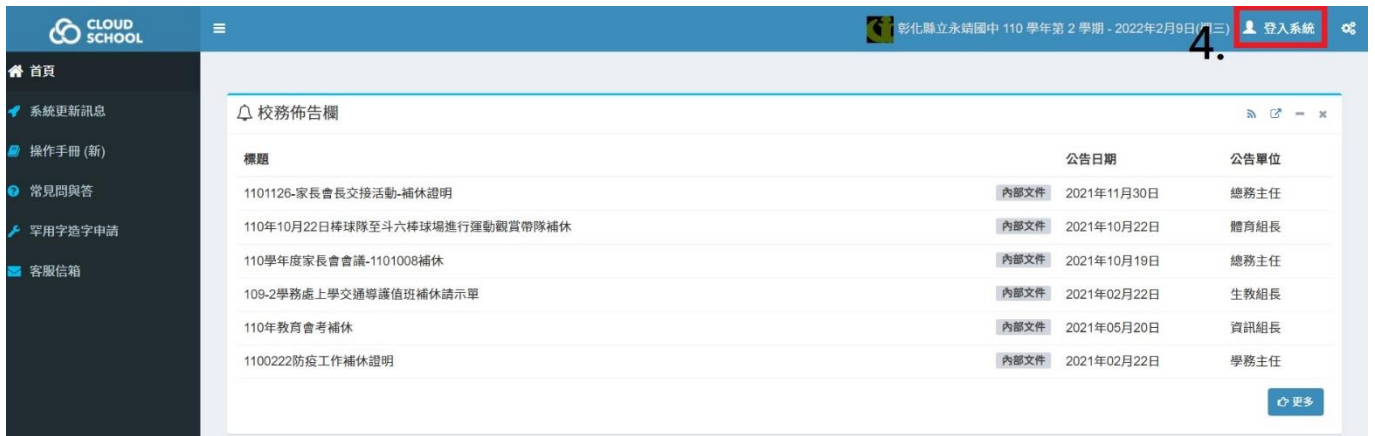 CLOUD
SCHOOL
彰化縣立永靖國中 110 學年第 2 學期 - 2022年2月9日(週三)
登入系統
4.
首頁
系統更新訊息
操作手冊 (新)
常見問與答
罕用字造字申請
客服信箱
校務佈告欄
標題 公告日期 公告單位
1101126-家長會長交接活動-補休證明 內部文件 2021年11月30日 總務主任
110年10月22日棒球隊至斗六棒球場進行運動觀賞帶隊補休 內部文件 2021年10月22日 體育組長
110學年度家長會會議-1101008補休 內部文件 2021年10月19日 總務主任
109-2學務處上學交通導護值班補休請示單 內部文件 2021年02月22日 生教組長
110年教育會考補休 內部文件 2021年05月20日 資訊組長
1100222防疫工作補休證明 內部文件 2021年02月22日 學務主任
更多